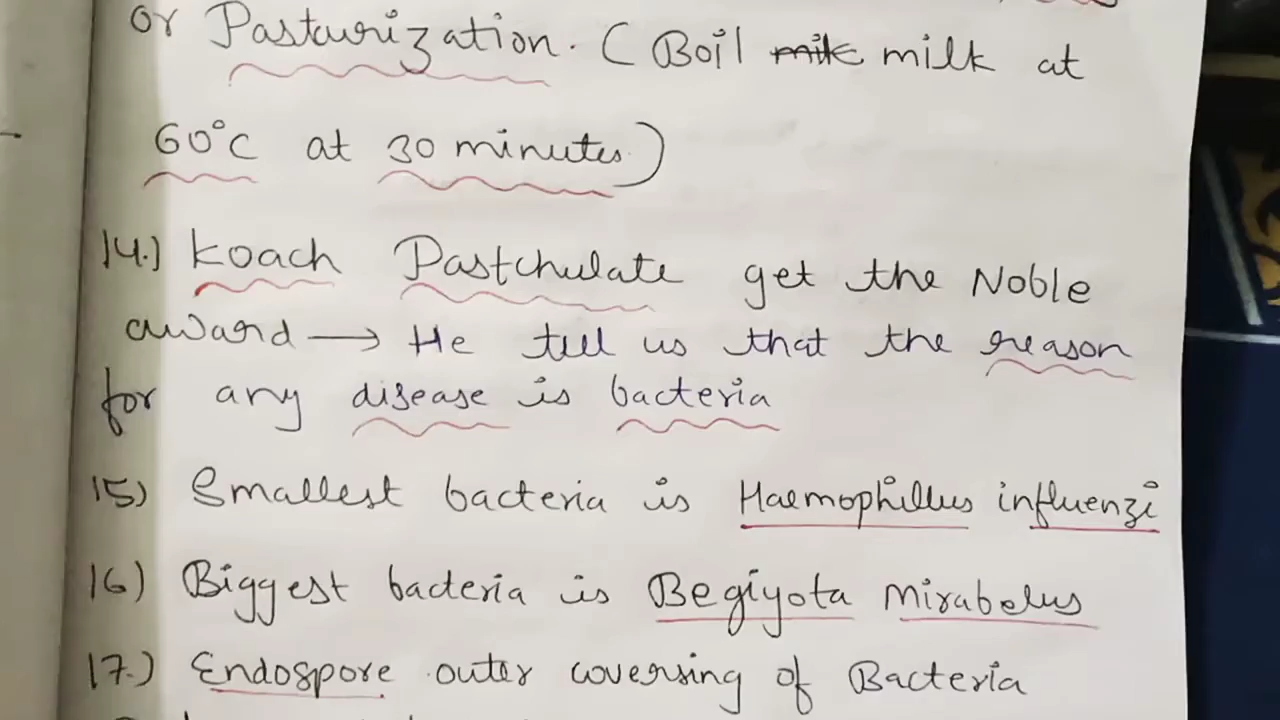 or Pasturization. (Boil milk milk at
60°C at 30 minutes)
14.) Koach Pastchulate get the Noble
award → He tell us that the reason
for any disease is bacteria
15) Smallest bacteria is Haemophillus influenzi
16) Biggest bacteria is Begiyota Mirabelus
17.) Endospore outer coversing of Bacteria